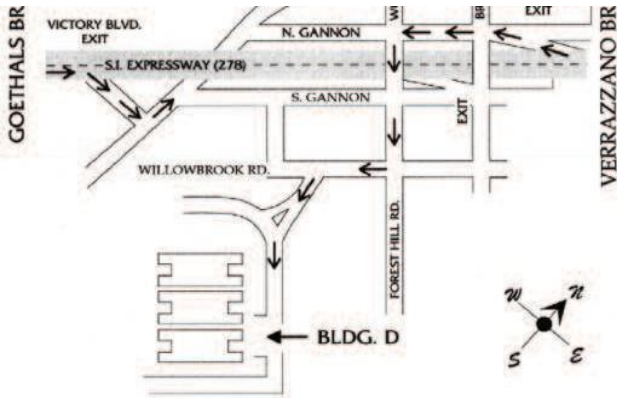 GOETHALS BR
VICTORY BLVD.
EXIT
N. GANNON
W
BR
EXIT
S.I. EXPRESSWAY (278)
S. GANNON
EXIT
VERRAZZANO BR
WILLOWBROOK RD.
FOREST HILL RD.
BLDG. D
W
N
S
E